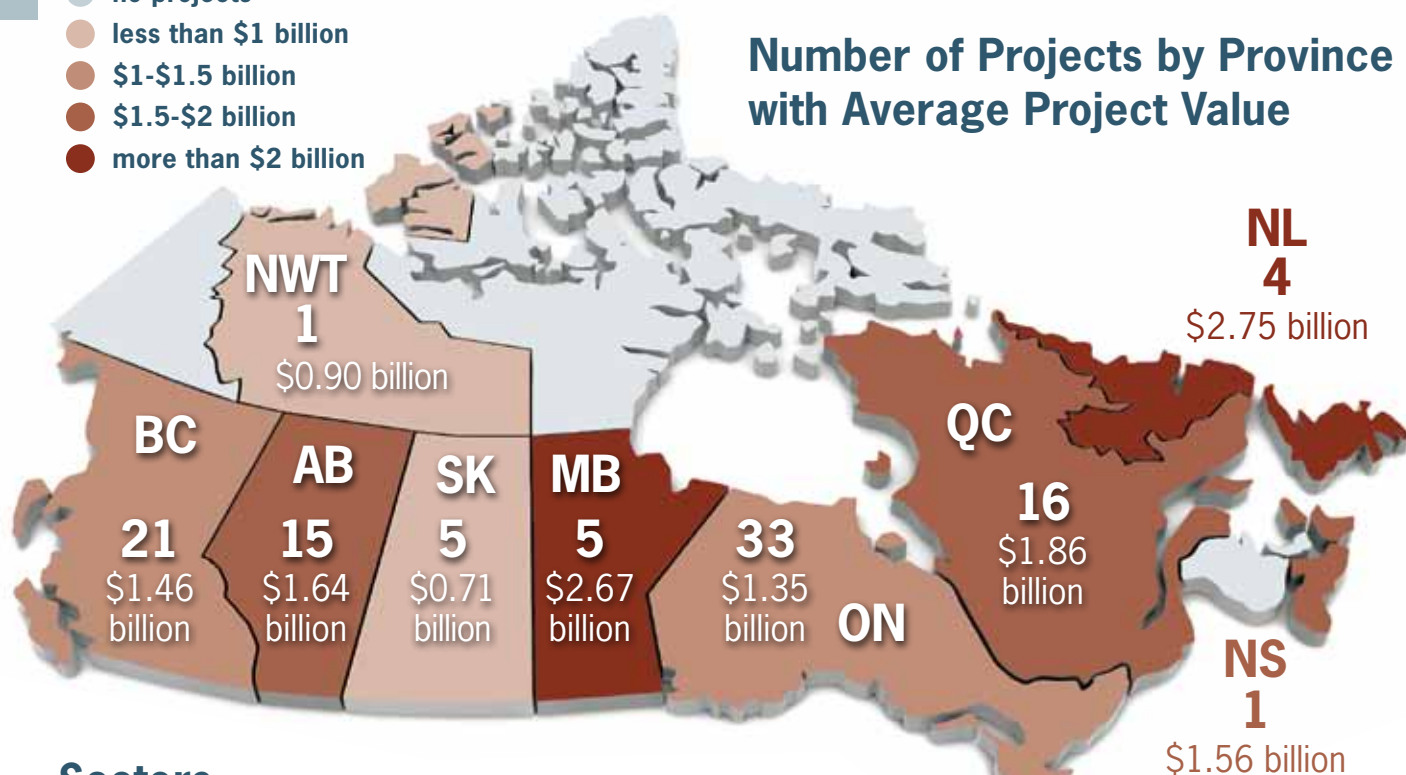 no projects
less than $1 billion
$1-$1.5 billion
$1.5-$2 billion
more than $2 billion
Number of Projects by Province
with Average Project Value
NL
4
$2.75 billion
NWT
1
$0.90 billion
BC
21
$1.46
billion
AB
15
$1.64
billion
SK
5
$0.71
billion
MB
5
$2.67
billion
33
$1.35
billion
ON
QC
16
$1.86
billion
NS
1
$1.56 billion
Sectors